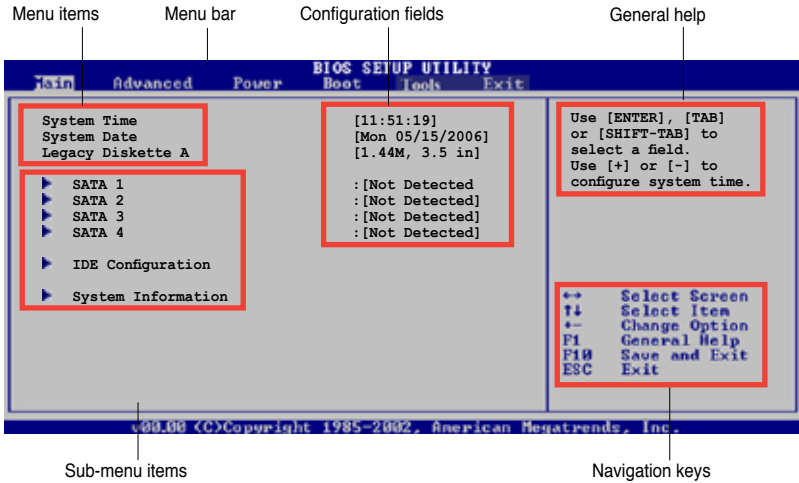 Menu items Menu bar Configuration fields General help
BIOS SETUP UTILITY
Main Advanced Power Boot Tools Exit
System Time [11:51:19]
System Date [Mon 05/15/2006]
Legacy Diskette A [1.44M, 3.5 in]
SATA 1 :[Not Detected
SATA 2 :[Not Detected]
SATA 3 :[Not Detected]
SATA 4 :[Not Detected]
IDE Configuration
System Information
Use [ENTER], [TAB]
or [SHIFT-TAB] to
select a field.
Use [+] or [-] to
configure system time.
↔ Select Screen
↑↓ Select Item
+- Change Option
F1 General Help
F10 Save and Exit
ESC Exit
v00.00 (C)Copyright 1985-2002, American Megatrends, Inc.
Sub-menu items Navigation keys